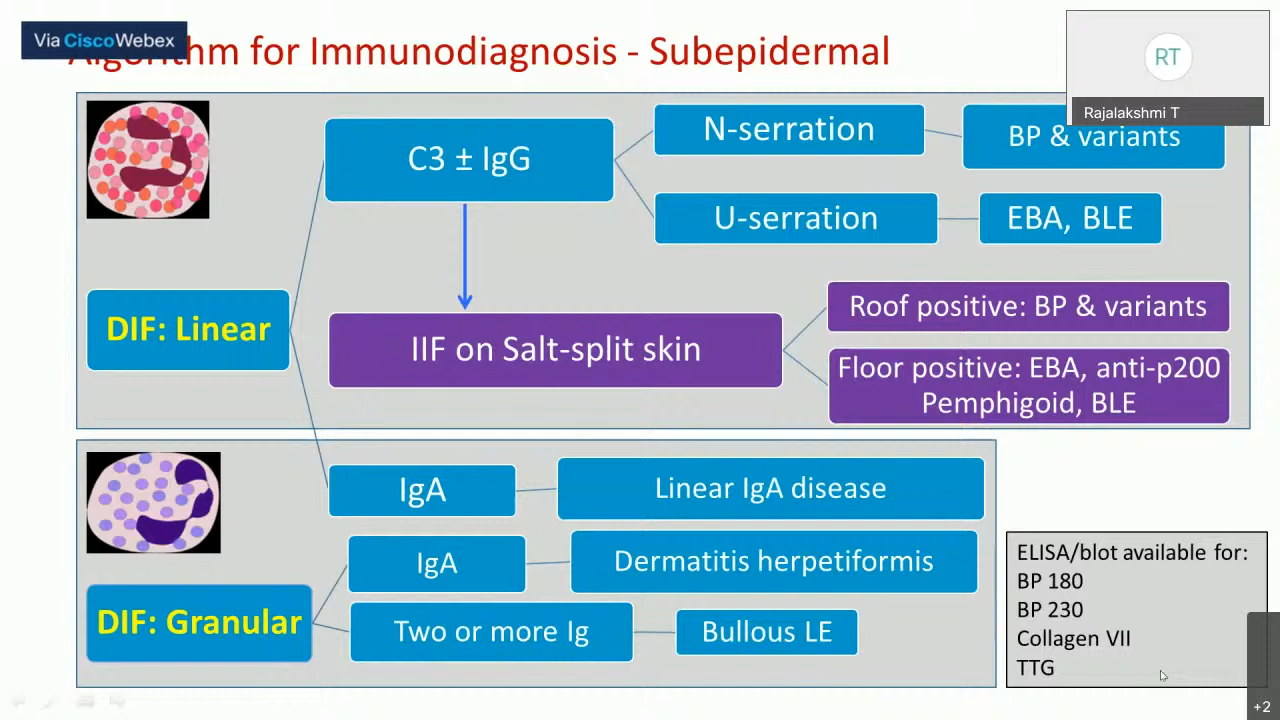 Via CiscoWebex
Algorithm for Immunodiagnosis - Subepidermal
RT
Rajalakshmi T
C3 ± IgG
N-serration
BP & variants
U-serration
EBA, BLE
DIF: Linear
IIF on Salt-split skin
Roof positive: BP & variants
Floor positive: EBA, anti-p200
Pemphigoid, BLE
IgA
Linear IgA disease
IgA
Dermatitis herpetiformis
DIF: Granular
Two or more Ig
Bullous LE
ELISA/blot available for:
BP 180
BP 230
Collagen VII
TTG
+2